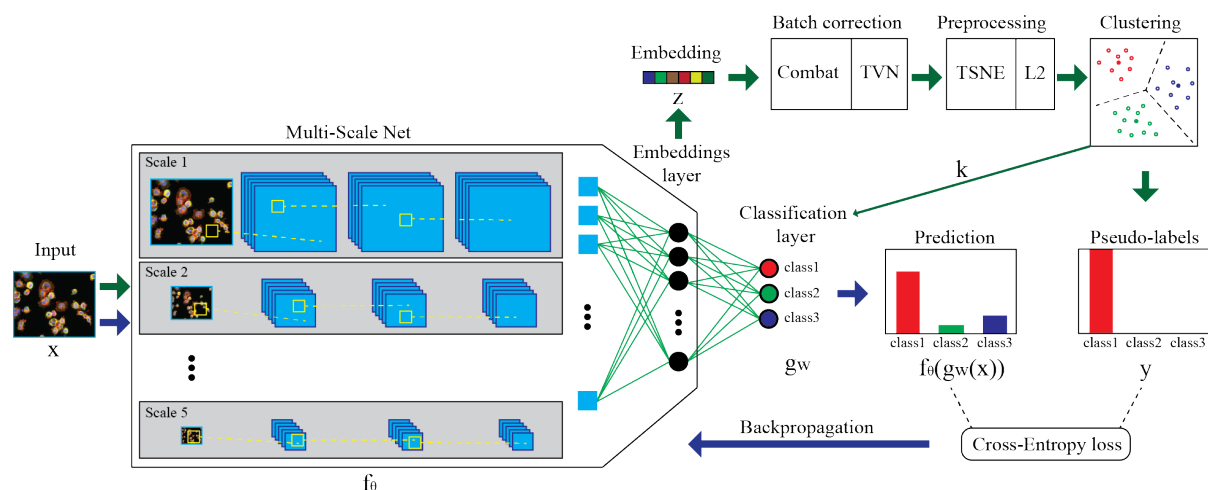 Batch correction
Preprocessing
Clustering
Embedding
Combat
TVN
TSNE
L2
z
Multi-Scale Net
Embeddings
layer
Scale 1
k
Classification
layer
Input
Prediction
Pseudo-labels
Scale 2
class1
class2
class3
x
class1 class2 class3
class1 class2 class3
gw
fθ(gw(x))
y
Scale 5
Backpropagation
Cross-Entropy loss
fθ